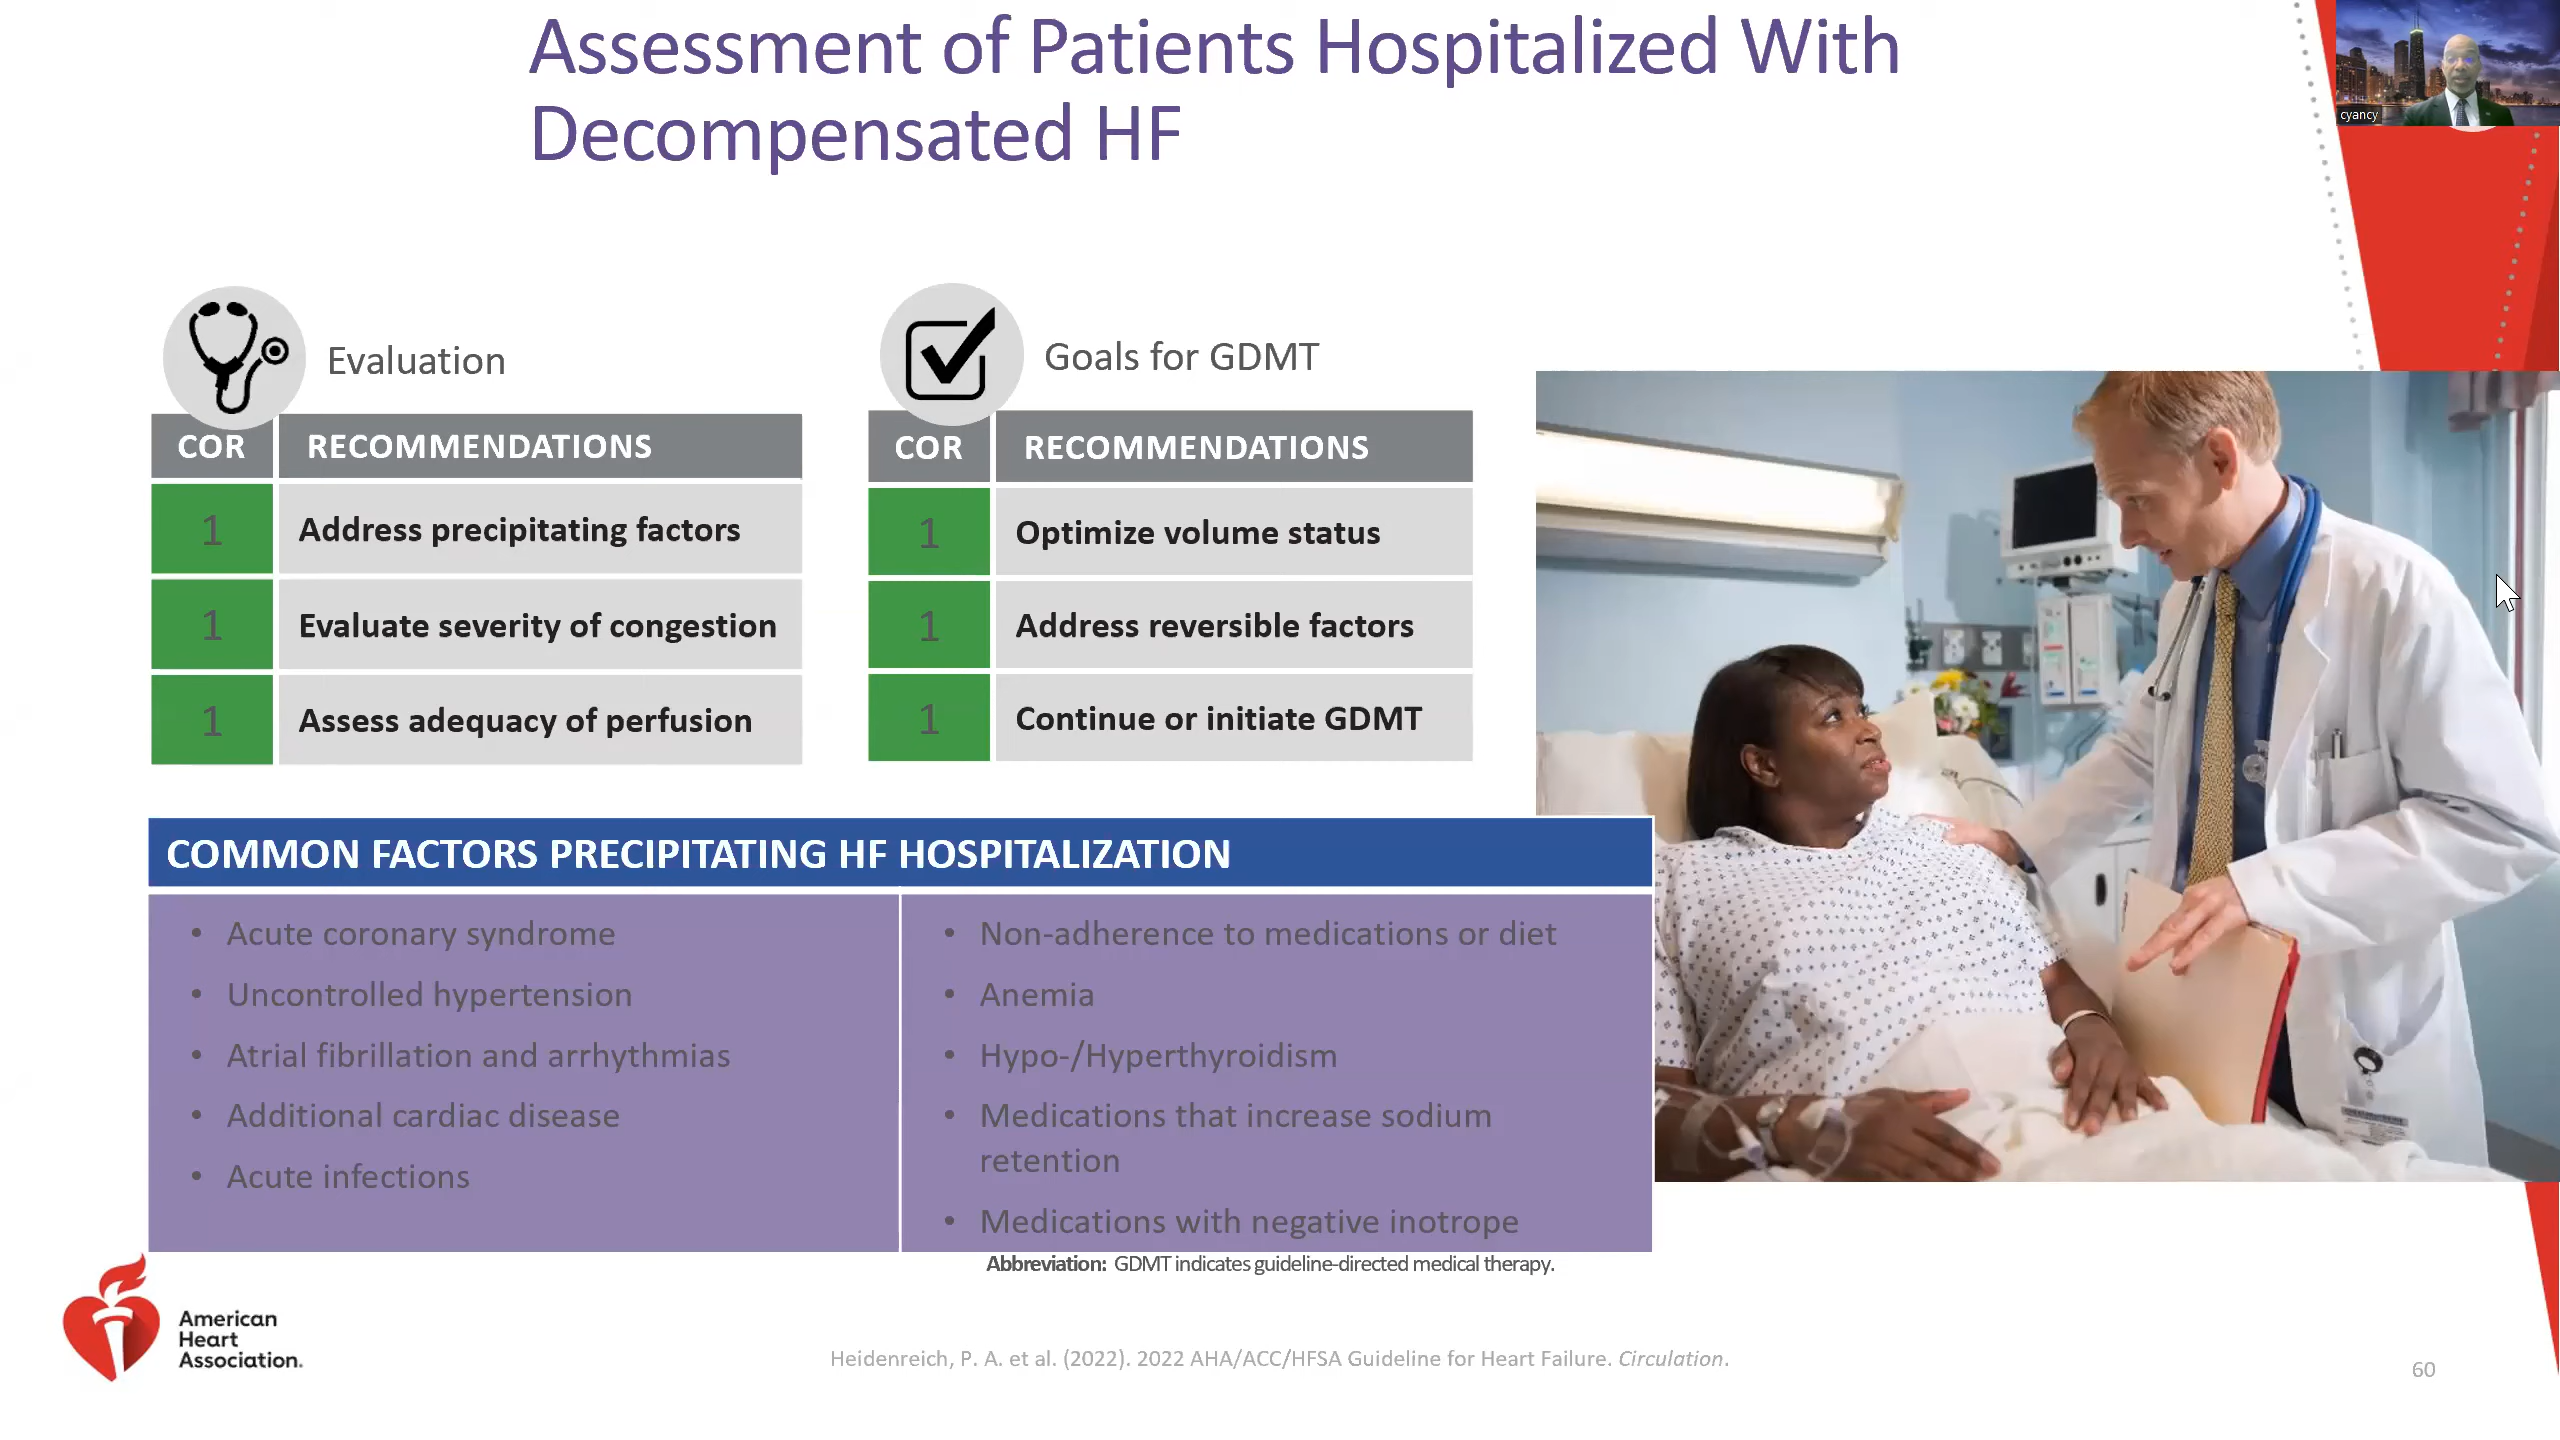 Assessment of Patients Hospitalized With
Decompensated HF
cyancy
Evaluation
COR RECOMMENDATIONS
1 Address precipitating factors
1 Evaluate severity of congestion
1 Assess adequacy of perfusion
Goals for GDMT
COR RECOMMENDATIONS
1 Optimize volume status
1 Address reversible factors
1 Continue or initiate GDMT
COMMON FACTORS PRECIPITATING HF HOSPITALIZATION
• Acute coronary syndrome
• Uncontrolled hypertension
• Atrial fibrillation and arrhythmias
• Additional cardiac disease
• Acute infections
• Non-adherence to medications or diet
• Anemia
• Hypo-/Hyperthyroidism
• Medications that increase sodium
retention
• Medications with negative inotrope
Abbreviation: GDMT indicates guideline-directed medical therapy.
American
Heart
Association.
Heidenreich, P. A. et al. (2022). 2022 AHA/ACC/HFSA Guideline for Heart Failure. Circulation.
60